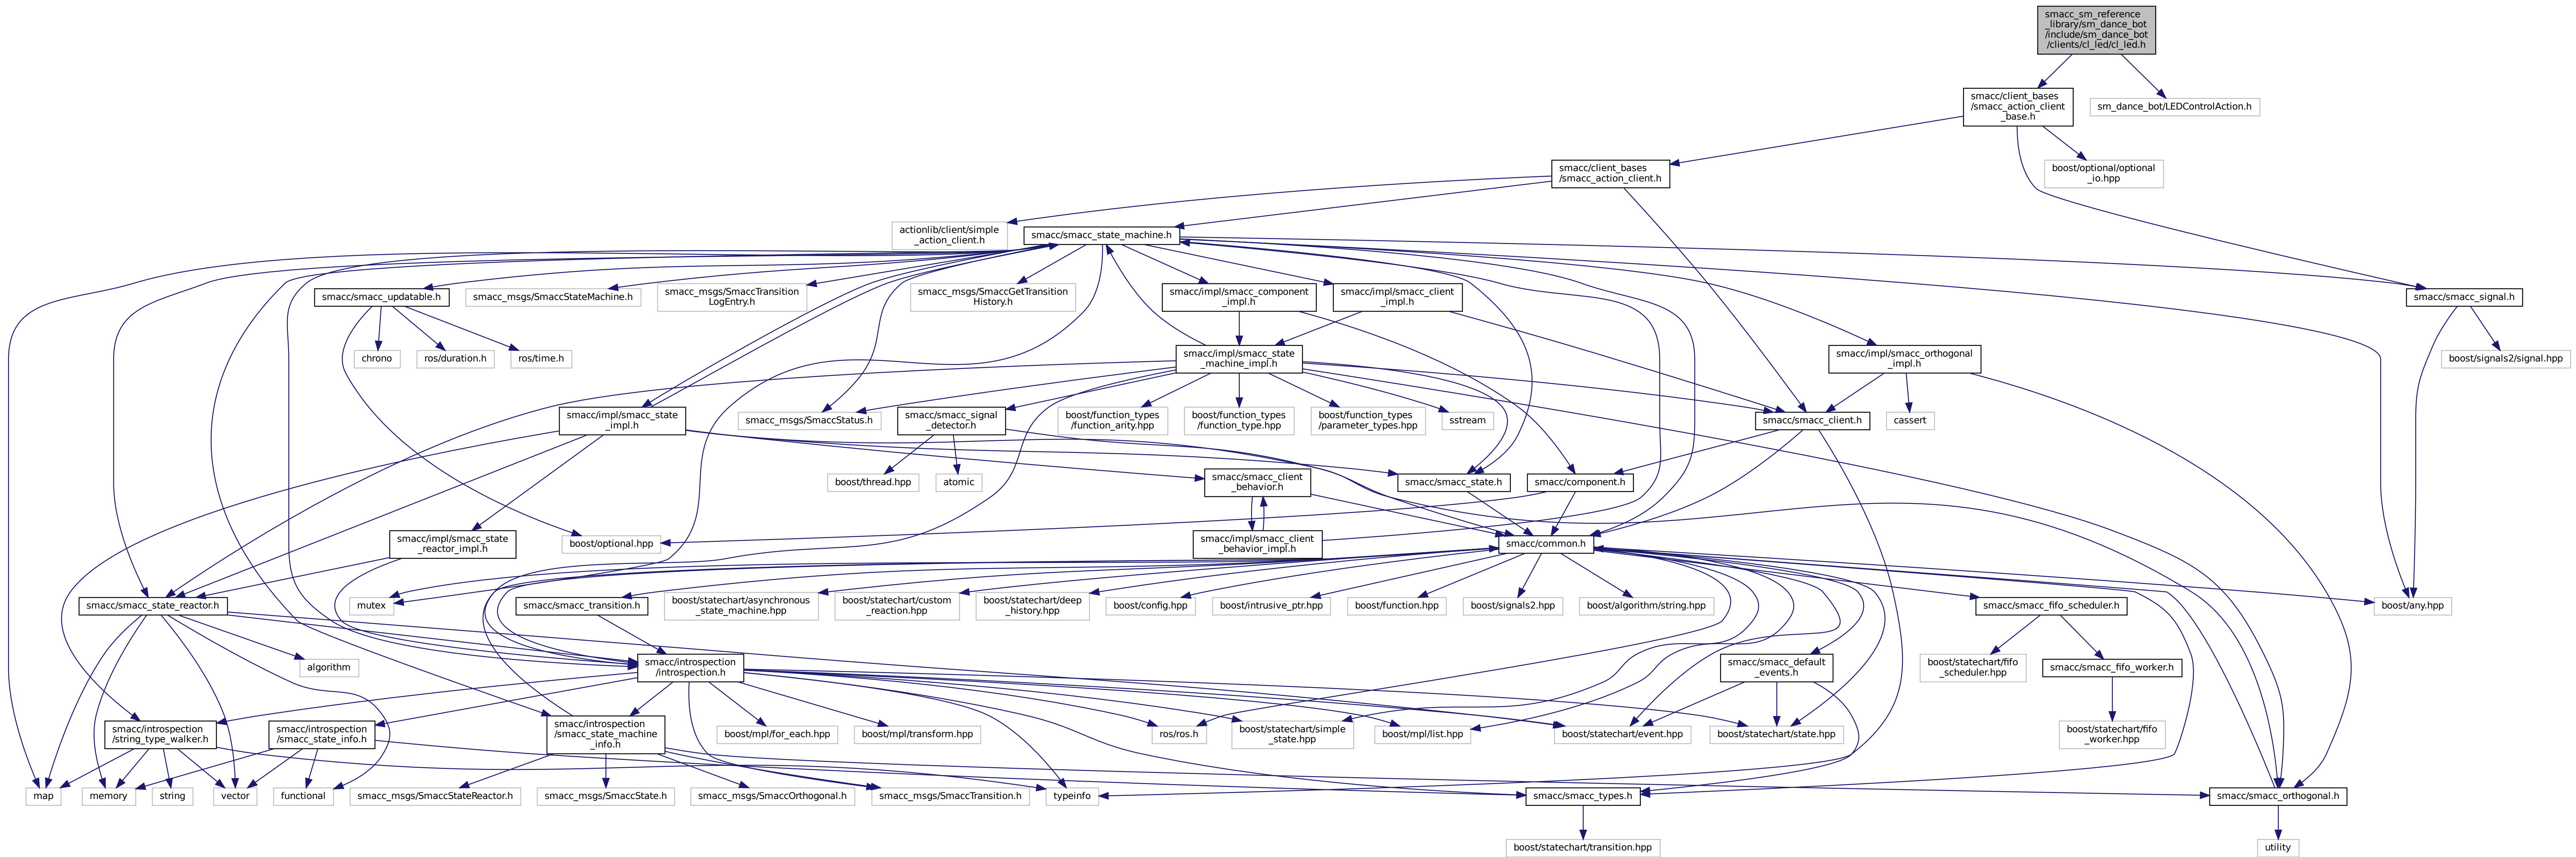 smacc_sm_reference
_library/sm_dance_bot
/include/sm_dance_bot
/clients/cl_led/cl_led.h
smacc/client_bases
/smacc_action_client
_base.h
sm_dance_bot/LEDControlAction.h
smacc/client_bases
/smacc_action_client.h
boost/optional/optional
_io.hpp
actionlib/client/simple
_action_client.h
smacc/smacc_state_machine.h
smacc/smacc_updatable.h
smacc_msgs/SmaccStateMachine.h
smacc_msgs/SmaccTransition
LogEntry.h
smacc_msgs/SmaccGetTransition
History.h
smacc/impl/smacc_component
_impl.h
smacc/impl/smacc_client
_impl.h
smacc/smacc_signal.h
chrono
ros/duration.h
ros/time.h
smacc/impl/smacc_state
_machine_impl.h
smacc/impl/smacc_orthogonal
_impl.h
boost/signals2/signal.hpp
smacc/impl/smacc_state
_impl.h
smacc_msgs/SmaccStatus.h
smacc/smacc_signal
_detector.h
boost/function_types
/function_arity.hpp
boost/function_types
/function_type.hpp
boost/function_types
/parameter_types.hpp
sstream
smacc/smacc_client.h
cassert
boost/thread.hpp
atomic
smacc/smacc_client
_behavior.h
smacc/smacc_state.h
smacc/component.h
smacc/impl/smacc_state
_reactor_impl.h
boost/optional.hpp
smacc/impl/smacc_client
_behavior_impl.h
smacc/common.h
smacc/smacc_state_reactor.h
mutex
smacc/smacc_transition.h
boost/statechart/asynchronous
_state_machine.hpp
boost/statechart/custom
_reaction.hpp
boost/statechart/deep
_history.hpp
boost/config.hpp
boost/intrusive_ptr.hpp
boost/function.hpp
boost/signals2.hpp
boost/algorithm/string.hpp
smacc/smacc_fifo_scheduler.h
boost/any.hpp
algorithm
smacc/introspection
/introspection.h
smacc/smacc_default
_events.h
boost/statechart/fifo
_scheduler.hpp
smacc/smacc_fifo_worker.h
smacc/introspection
/string_type_walker.h
smacc/introspection
/smacc_state_info.h
smacc/introspection
/smacc_state_machine
_info.h
boost/mpl/for_each.hpp
boost/mpl/transform.hpp
ros/ros.h
boost/statechart/simple
_state.hpp
boost/mpl/list.hpp
boost/statechart/event.hpp
boost/statechart/state.hpp
boost/statechart/fifo
_worker.hpp
map
memory
string
vector
functional
smacc_msgs/SmaccStateReactor.h
smacc_msgs/SmaccState.h
smacc_msgs/SmaccOrthogonal.h
smacc_msgs/SmaccTransition.h
typeinfo
smacc/smacc_types.h
smacc/smacc_orthogonal.h
boost/statechart/transition.hpp
utility